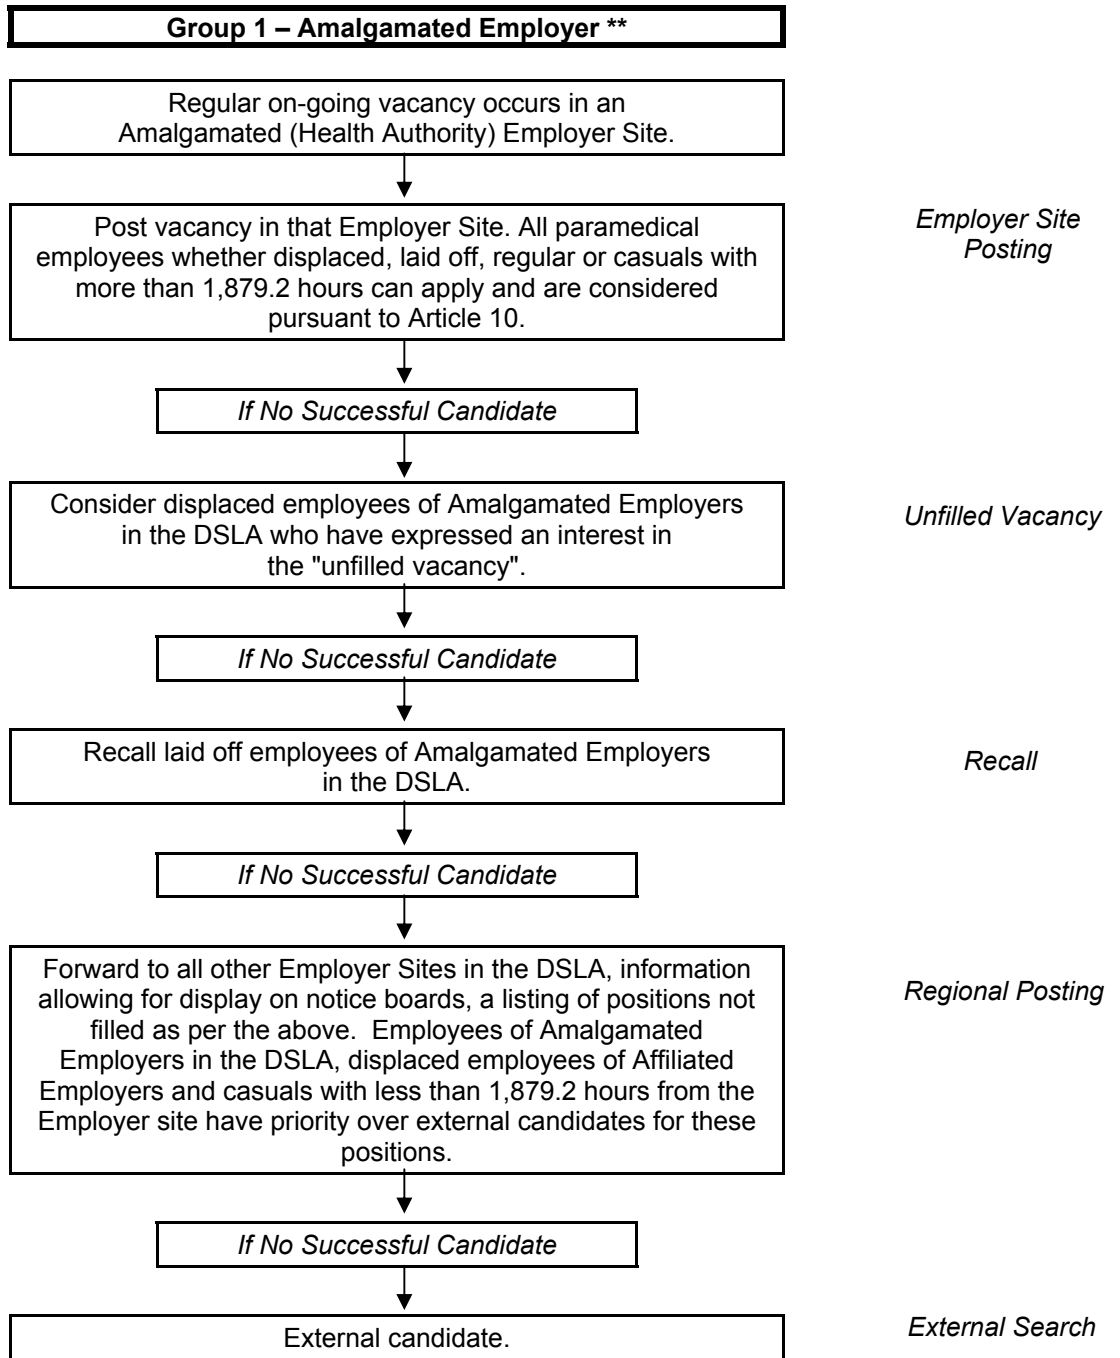 Group 1 – Amalgamated Employer **
Regular on-going vacancy occurs in an
Amalgamated (Health Authority) Employer Site.
Post vacancy in that Employer Site. All paramedical
employees whether displaced, laid off, regular or casuals with
more than 1,879.2 hours can apply and are considered
pursuant to Article 10.
Employer Site
Posting
If No Successful Candidate
Consider displaced employees of Amalgamated Employers
in the DSLA who have expressed an interest in
the "unfilled vacancy".
Unfilled Vacancy
If No Successful Candidate
Recall laid off employees of Amalgamated Employers
in the DSLA.
Recall
If No Successful Candidate
Forward to all other Employer Sites in the DSLA, information
allowing for display on notice boards, a listing of positions not
filled as per the above.  Employees of Amalgamated
Employers in the DSLA, displaced employees of Affiliated
Employers and casuals with less than 1,879.2 hours from the
Employer site have priority over external candidates for these
positions.
Regional Posting
If No Successful Candidate
External candidate.
External Search